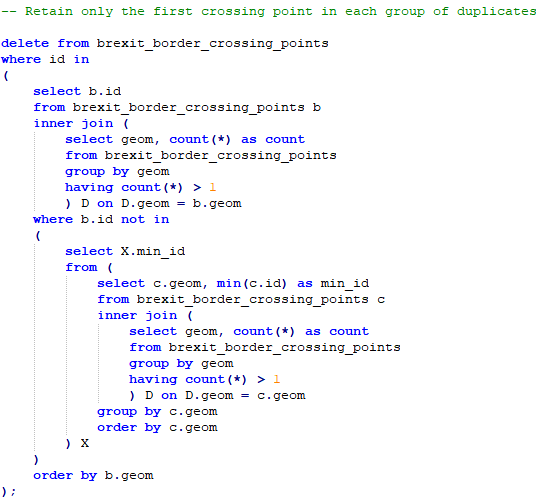 -- Retain only the first crossing point in each group of duplicates
delete from brexit_border_crossing_points
where id in
(
select b.id
from brexit_border_crossing_points b
inner join (
select geom, count(*) as count
from brexit_border_crossing_points
group by geom
having count(*) > 1
) D on D.geom = b.geom
where b.id not in
(
select X.min_id
from (
select c.geom, min(c.id) as min_id
from brexit_border_crossing_points c
inner join (
select geom, count(*) as count
from brexit_border_crossing_points
group by geom
having count(*) > 1
) D on D.geom = c.geom
group by c.geom
order by c.geom
) X
)
order by b.geom
);